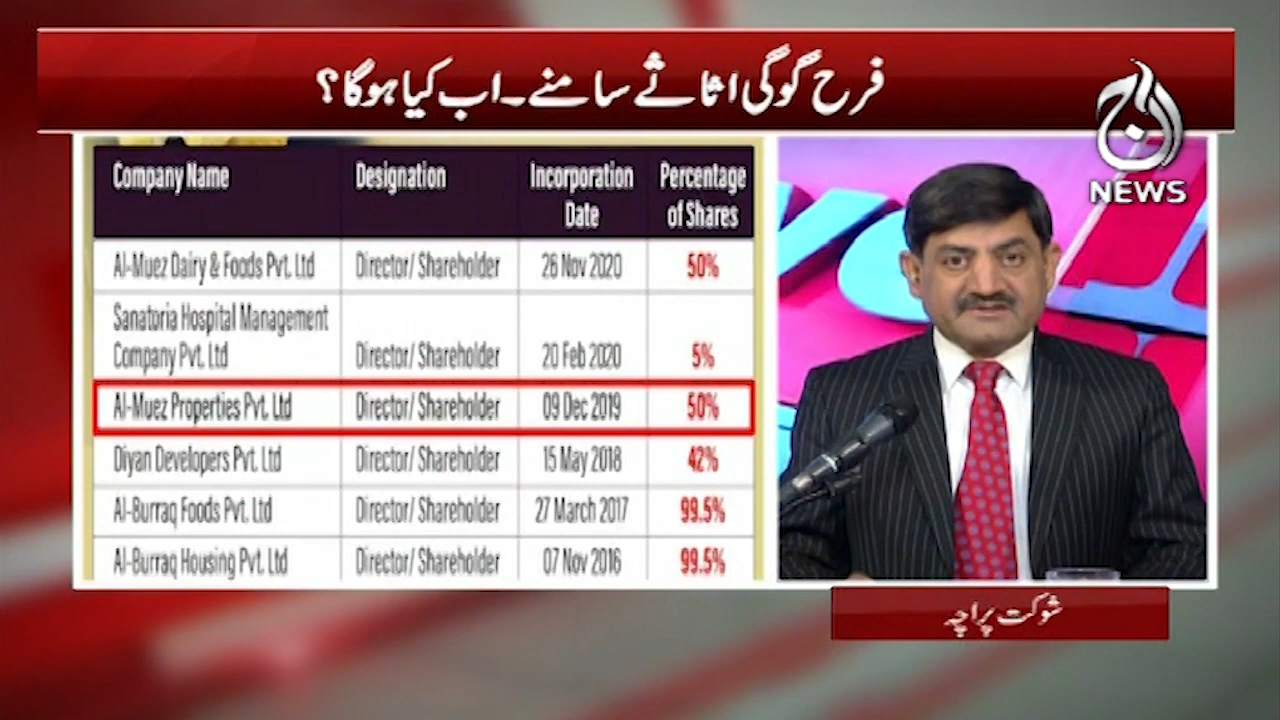 فرح گوگی اثاثے سامنے۔ اب کیا ہوگا؟
آج
NEWS
Company Name Designation Incorporation Date Percentage of Shares
Al-Muez Dairy & Foods Pvt. Ltd Director/ Shareholder 26 Nov 2020 50%
Sanatoria Hospital Management
Company Pvt. Ltd Director/ Shareholder 20 Feb 2020 5%
Al-Muez Properties Pvt. Ltd Director/ Shareholder 09 Dec 2019 50%
Diyan Developers Pvt. Ltd Director/ Shareholder 15 May 2018 42%
Al-Burraq Foods Pvt. Ltd Director/ Shareholder 27 March 2017 99.5%
Al-Burraq Housing Pvt. Ltd Director/ Shareholder 07 Nov 2016 99.5%
شوکت پراچہ